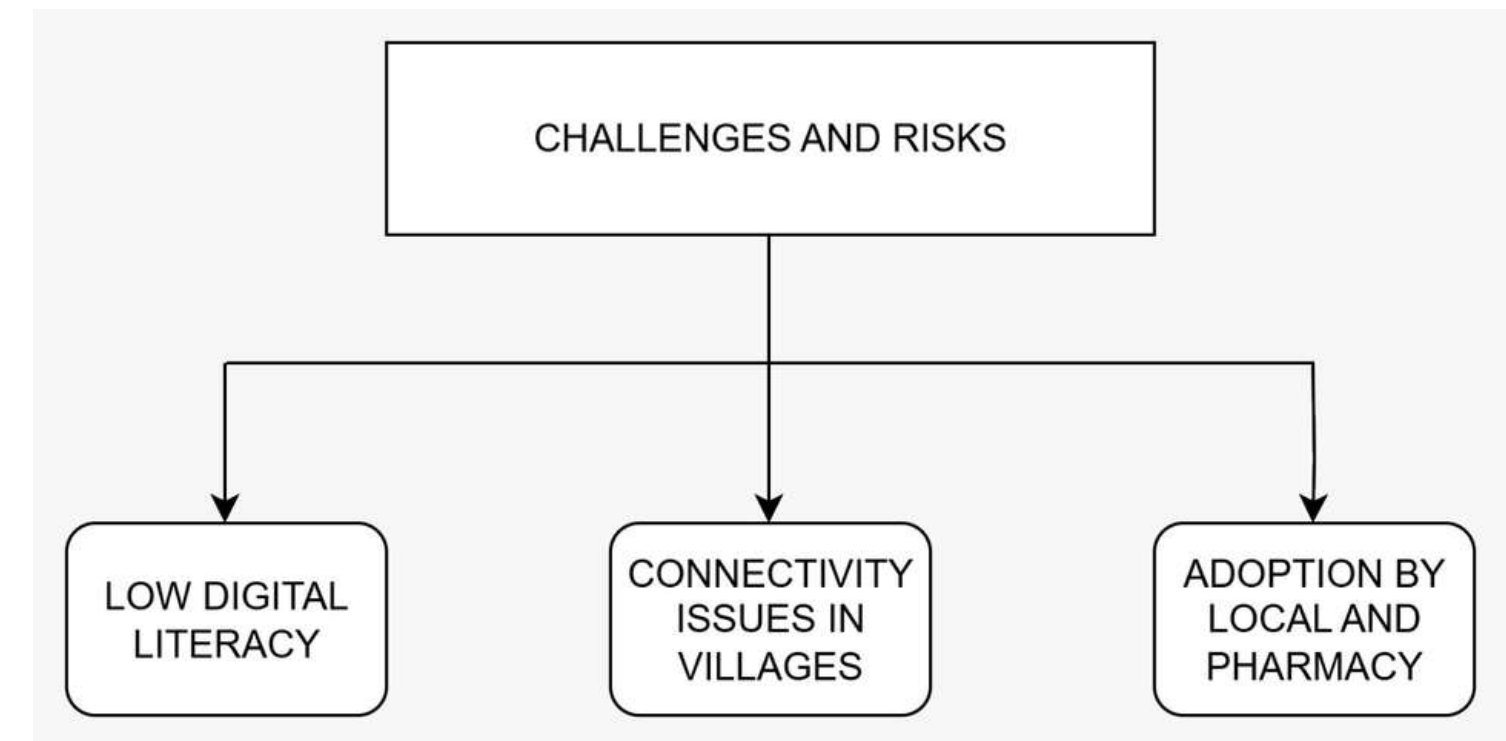 CHALLENGES AND RISKS
LOW DIGITAL
LITERACY
CONNECTIVITY
ISSUES IN
VILLAGES
ADOPTION BY
LOCAL AND
PHARMACY